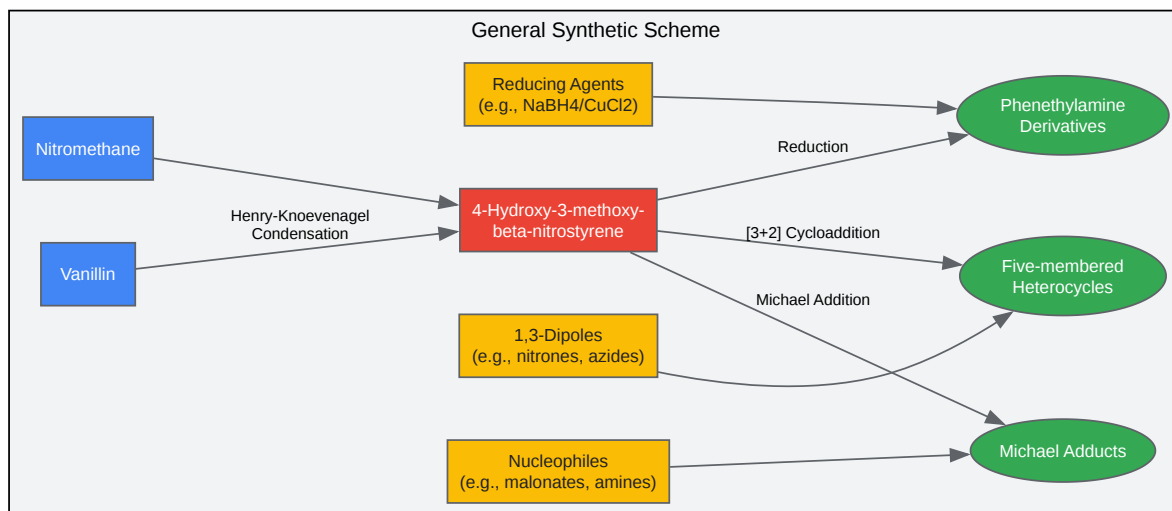 General Synthetic Scheme
Reducing Agents
(e.g., NaBH4/CuCl2)
Phenethylamine
Derivatives
Nitromethane
Reduction
Henry-Knoevenagel
Condensation
4-Hydroxy-3-methoxy-
beta-nitrostyrene
[3+2] Cycloaddition
Vanillin
Five-membered
Heterocycles
Michael Addition
1,3-Dipoles
(e.g., nitrones, azides)
Nucleophiles
(e.g., malonates, amines)
Michael Adducts